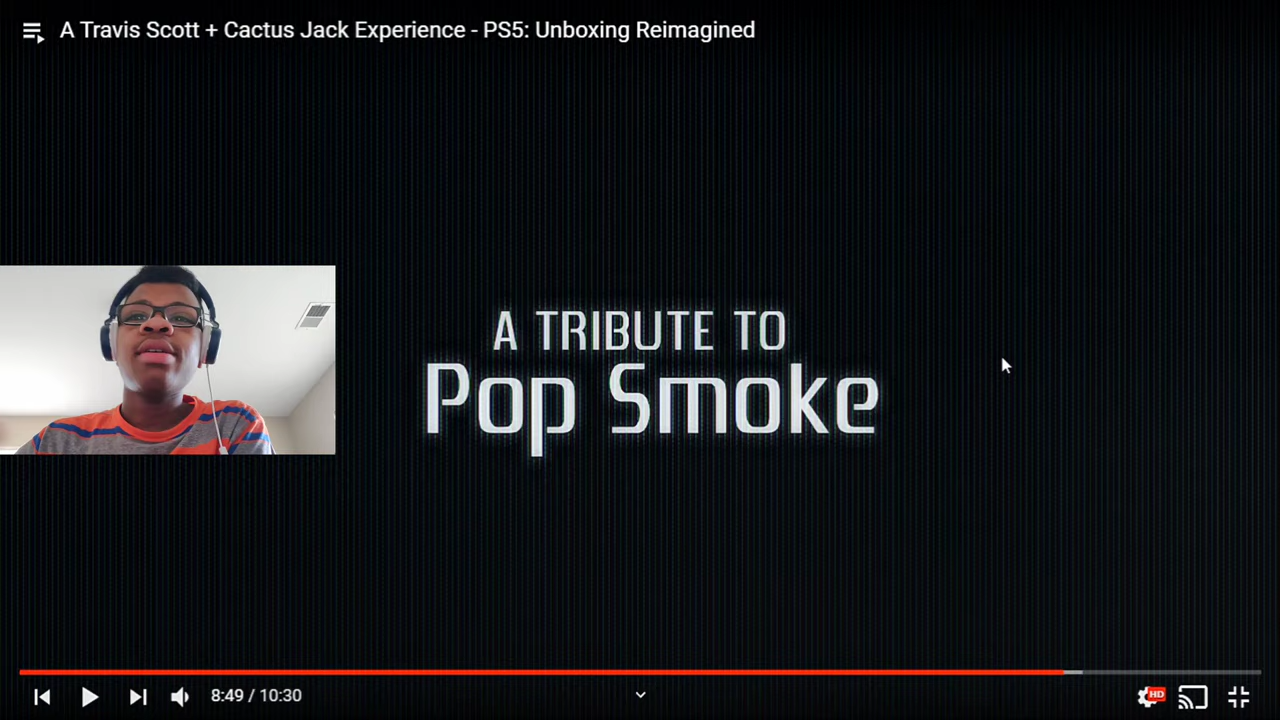 A Travis Scott + Cactus Jack Experience - PS5: Unboxing Reimagined
A TRIBUTE TO
Pop Smoke
8:49 / 10:30
HD